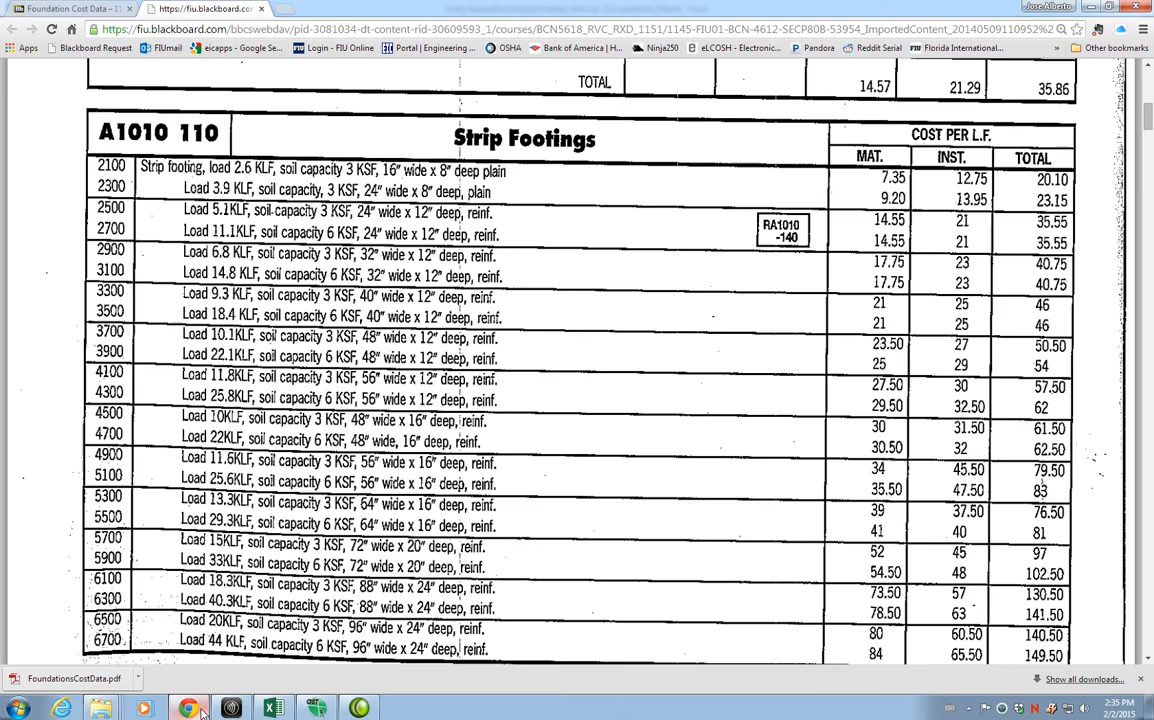 Foundation Cost Data – 1
https://fiu.blackboard.co
Jose Alberto
https://fiu.blackboard.com/bbcswebdav/pid-3081034-dt-content-rid-30609593_1/courses/BCN5618_RVC_RXD_1151/1145-FIU01-BCN-4612-SECP80B-53954_ImportedContent_20140509110952%2
Apps Blackboard Request FIUMail eicapps - Google Se... Login - FIU Online Portal | Engineering ... OSHA Bank of America | H... Ninja250 eLCOSH - Electronic... Pandora Reddit Serial Florida International... » Other bookmarks
TOTAL 14.57 21.29 35.86
A1010 110 Strip Footings COST PER L.F.
MAT. INST. TOTAL
2100 Strip footing, load 2.6 KLF, soil capacity 3 KSF, 16" wide x 8" deep plain 7.35 12.75 20.10
2300 Load 3.9 KLF, soil capacity, 3 KSF, 24" wide x 8" deep, plain 9.20 13.95 23.15
2500 Load 5.1KLF, soil capacity 3 KSF, 24" wide x 12" deep, reinf. RA1010 14.55 21 35.55
2700 Load 11.1KLF, soil capacity 6 KSF, 24" wide x 12" deep, reinf. -140 14.55 21 35.55
2900 Load 6.8 KLF, soil capacity 3 KSF, 32" wide x 12" deep, reinf. 17.75 23 40.75
3100 Load 14.8 KLF, soil capacity 6 KSF, 32" wide x 12" deep, reinf. 17.75 23 40.75
3300 Load 9.3 KLF, soil capacity 3 KSF, 40" wide x 12" deep, reinf. 21 25 46
3500 Load 18.4 KLF, soil capacity 6 KSF, 40" wide x 12" deep, reinf. 21 25 46
3700 Load 10.1KLF, soil capacity 3 KSF, 48" wide x 12" deep, reinf. 23.50 27 50.50
3900 Load 22.1KLF, soil capacity 6 KSF, 48" wide x 12" deep, reinf. 25 29 54
4100 Load 11.8KLF, soil capacity 3 KSF, 56" wide x 12" deep, reinf. 27.50 30 57.50
4300 Load 25.8KLF, soil capacity 6 KSF, 56" wide x 12" deep, reinf. 29.50 32.50 62
4500 Load 10KLF, soil capacity 3 KSF, 48" wide x 16" deep, reinf. 30 31.50 61.50
4700 Load 22KLF, soil capacity 6 KSF, 48" wide, 16" deep, reinf. 30.50 32 62.50
4900 Load 11.6KLF, soil capacity 3 KSF, 56" wide x 16" deep, reinf. 34 45.50 79.50
5100 Load 25.6KLF, soil capacity 6 KSF, 56" wide x 16" deep, reinf. 35.50 47.50 83
5300 Load 13.3KLF, soil capacity 3 KSF, 64" wide x 16" deep, reinf. 39 37.50 76.50
5500 Load 29.3KLF, soil capacity 6 KSF, 64" wide x 16" deep, reinf. 41 40 81
5700 Load 15KLF, soil capacity 3 KSF, 72" wide x 20" deep, reinf. 52 45 97
5900 Load 33KLF, soil capacity 6 KSF, 72" wide x 20" deep, reinf. 54.50 48 102.50
6100 Load 18.3KLF, soil capacity 3 KSF, 88" wide x 24" deep, reinf. 73.50 57 130.50
6300 Load 40.3KLF, soil capacity 6 KSF, 88" wide x 24" deep, reinf. 78.50 63 141.50
6500 Load 20KLF, soil capacity 3 KSF, 96" wide x 24" deep, reinf. 80 60.50 140.50
6700 Load 44 KLF, soil capacity 6 KSF, 96" wide x 24" deep, reinf. 84 65.50 149.50
FoundationsCostData.pdf Show all downloads...
2:35 PM
2/2/2015